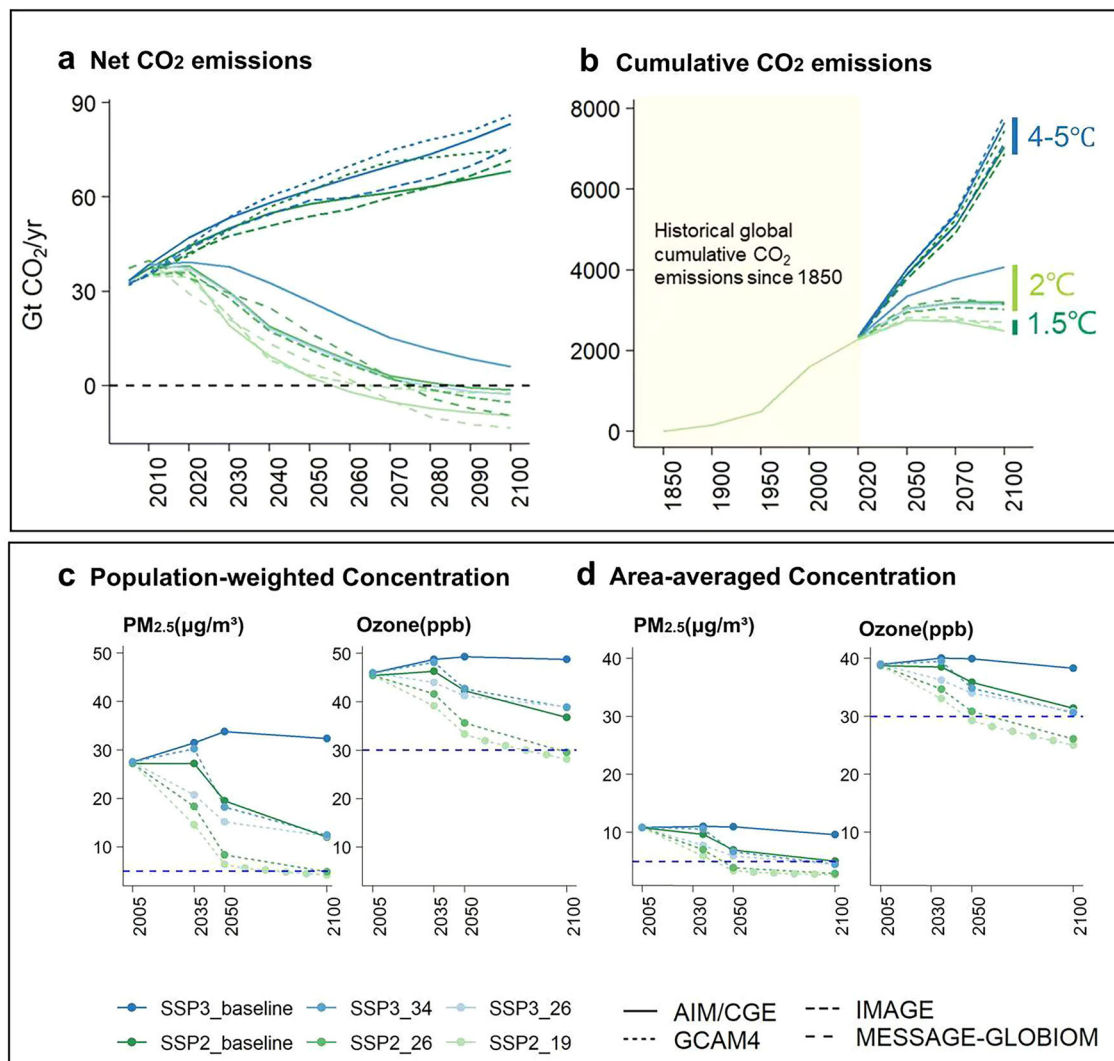 a Net CO2 emissions
Gt CO2/yr
90
60
30
0
2010
2020
2030
2040
2050
2060
2070
2080
2090
2100
b Cumulative CO2 emissions
8000
6000
4000
2000
0
Historical global
cumulative CO2
emissions since 1850
4-5℃
2℃
1.5℃
1850
1900
1950
2000
2020
2050
2070
2100
c Population-weighted Concentration
PM2.5(μg/m³)
50
40
30
20
10
2005
2035
2050
2100
Ozone(ppb)
50
40
30
20
10
2005
2035
2050
2100
d Area-averaged Concentration
PM2.5(μg/m³)
40
30
20
10
2005
2035
2050
2100
Ozone(ppb)
40
30
20
10
2005
2030
2050
2100
SSP3_baseline
SSP3_34
SSP3_26
SSP2_baseline
SSP2_26
SSP2_19
AIM/CGE
IMAGE
GCAM4
MESSAGE-GLOBIOM